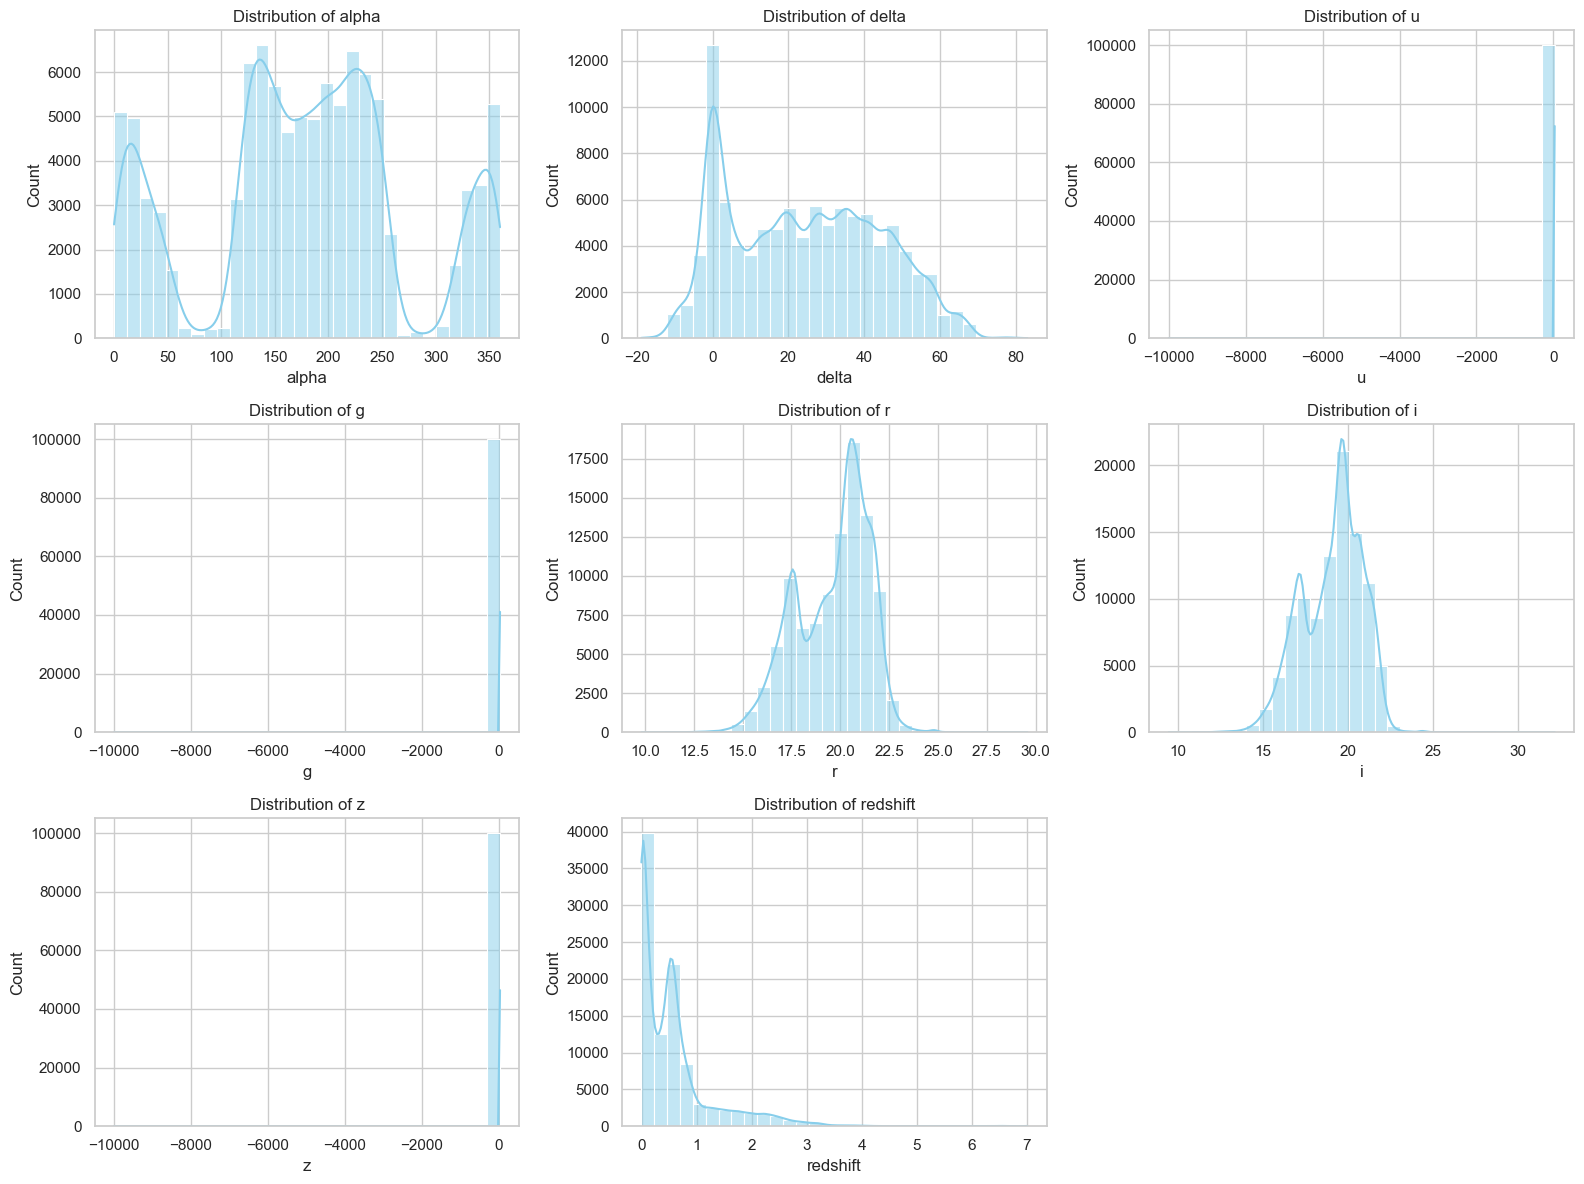 Distribution of alpha
Count
6000
5000
4000
3000
2000
1000
0
0 50 100 150 200 250 300 350
alpha
Distribution of delta
Count
12000
10000
8000
6000
4000
2000
0
−20 0 20 40 60 80
delta
Distribution of u
Count
100000
80000
60000
40000
20000
0
−10000 −8000 −6000 −4000 −2000 0
u
Distribution of g
Count
100000
80000
60000
40000
20000
0
−10000 −8000 −6000 −4000 −2000 0
g
Distribution of r
Count
17500
15000
12500
10000
7500
5000
2500
0
10.0 12.5 15.0 17.5 20.0 22.5 25.0 27.5 30.0
r
Distribution of i
Count
20000
15000
10000
5000
0
10 15 20 25 30
i
Distribution of z
Count
100000
80000
60000
40000
20000
0
−10000 −8000 −6000 −4000 −2000 0
z
Distribution of redshift
Count
40000
35000
30000
25000
20000
15000
10000
5000
0
0 1 2 3 4 5 6 7
redshift